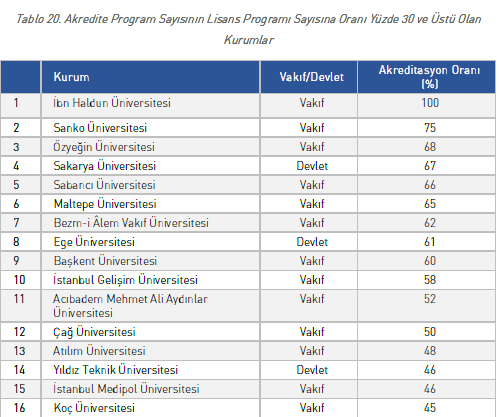 Tablo 20. Akredite Program Sayısının Lisans Programı Sayısına Oranı Yüzde 30 ve Üstü Olan
Kurumlar
Kurum Vakıf/Devlet Akreditasyon Oranı
(%)
1 İbn Haldun Üniversitesi Vakıf 100
2 Sanko Üniversitesi Vakıf 75
3 Özyeğin Üniversitesi Vakıf 68
4 Sakarya Üniversitesi Devlet 67
5 Sabancı Üniversitesi Vakıf 66
6 Maltepe Üniversitesi Vakıf 65
7 Bezm-i Âlem Vakıf Üniversitesi Vakıf 62
8 Ege Üniversitesi Devlet 61
9 Başkent Üniversitesi Vakıf 60
10 İstanbul Gelişim Üniversitesi Vakıf 58
11 Acıbadem Mehmet Ali Aydınlar Vakıf 52
Üniversitesi
12 Çağ Üniversitesi Vakıf 50
13 Atılım Üniversitesi Vakıf 48
14 Yıldız Teknik Üniversitesi Devlet 46
15 İstanbul Medipol Üniversitesi Vakıf 46
16 Koç Üniversitesi Vakıf 45